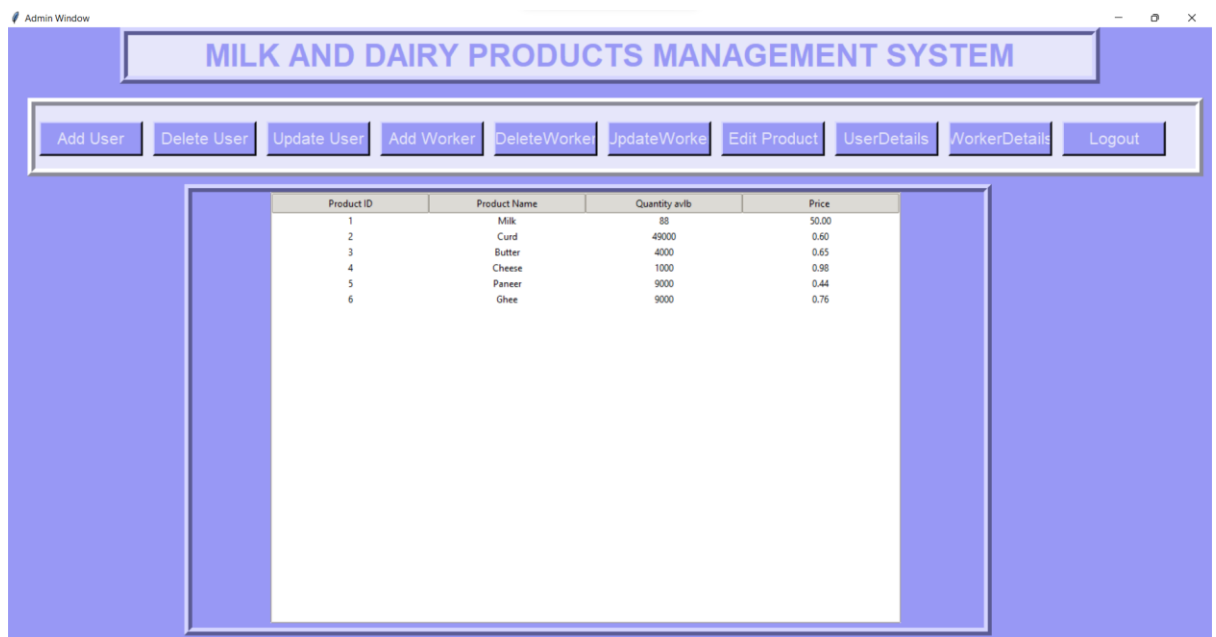 Admin Window
MILK AND DAIRY PRODUCTS MANAGEMENT SYSTEM
Add User Delete User Update User Add Worker DeleteWorker UpdateWorke Edit Product UserDetails WorkerDetails Logout
Product ID Product Name Quantity avlb Price
1 Milk 88 50.00
2 Curd 49000 0.60
3 Butter 4000 0.65
4 Cheese 1000 0.98
5 Paneer 9000 0.44
6 Ghee 9000 0.76